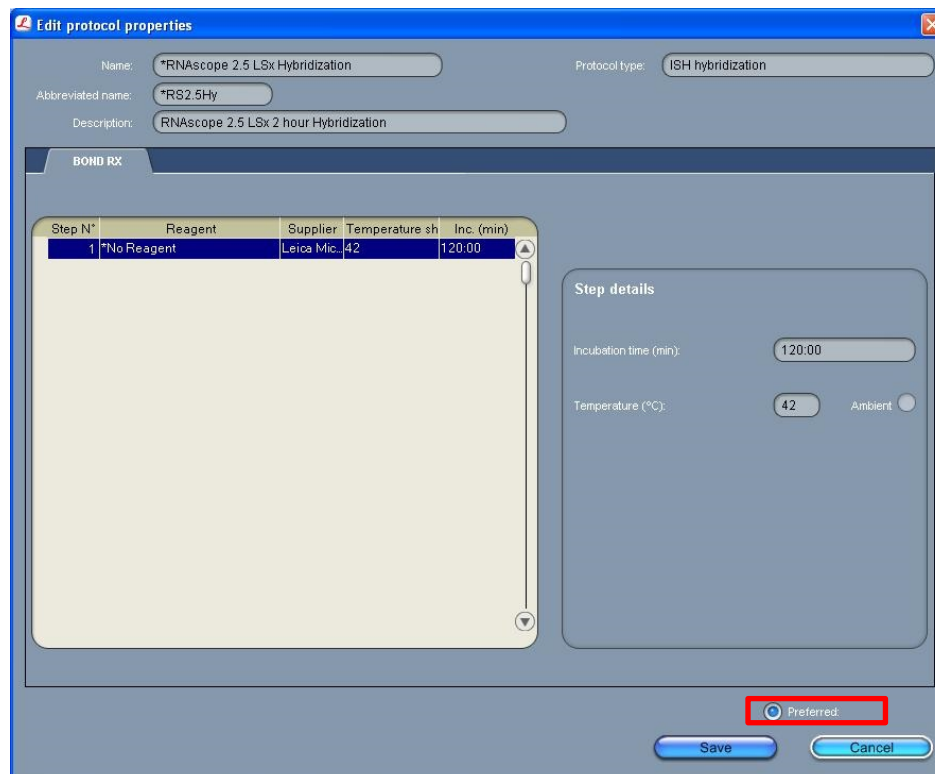 Edit protocol properties
Name: *RNAscope 2.5 LSx Hybridization Protocol type: ISH hybridization
Abbreviated name: *RS2.5Hy
Description: RNAscope 2.5 LSx 2 hour Hybridization
BOND RX
Step N° Reagent Supplier Temperature sh Inc. (min)
1 *No Reagent Leica Mic... 42 120:00
Step details
Incubation time (min): 120:00
Temperature (°C): 42 Ambient
Preferred:
Save Cancel